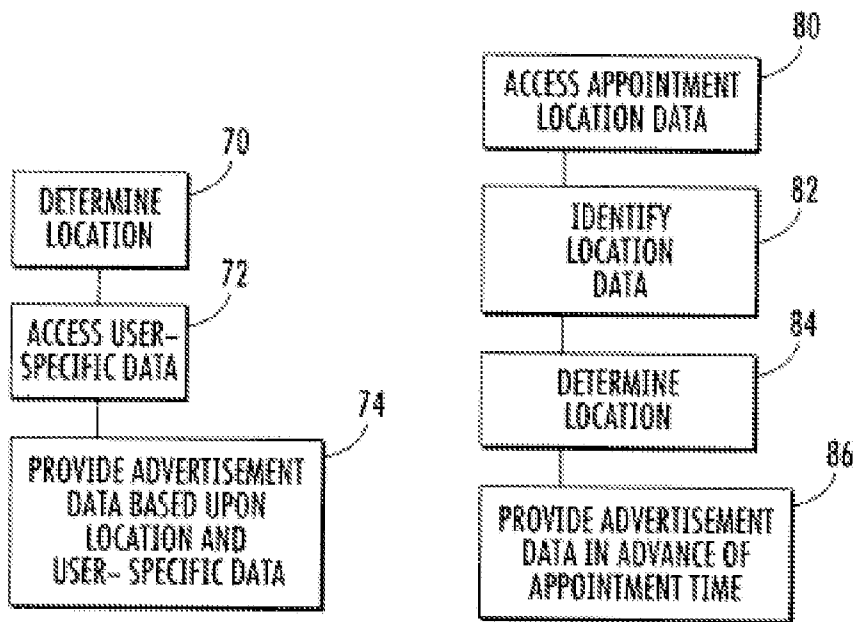 70
DETERMINE
LOCATION
72
ACCESS USER-
SPECIFIC DATA
74
PROVIDE ADVERTISEMENT
DATA BASED UPON
LOCATION AND
USER- SPECIFIC DATA
80
ACCESS APPOINTMENT
LOCATION DATA
82
IDENTIFY
LOCATION
DATA
84
DETERMINE
LOCATION
86
PROVIDE ADVERTISEMENT
DATA IN ADVANCE OF
APPOINTMENT TIME